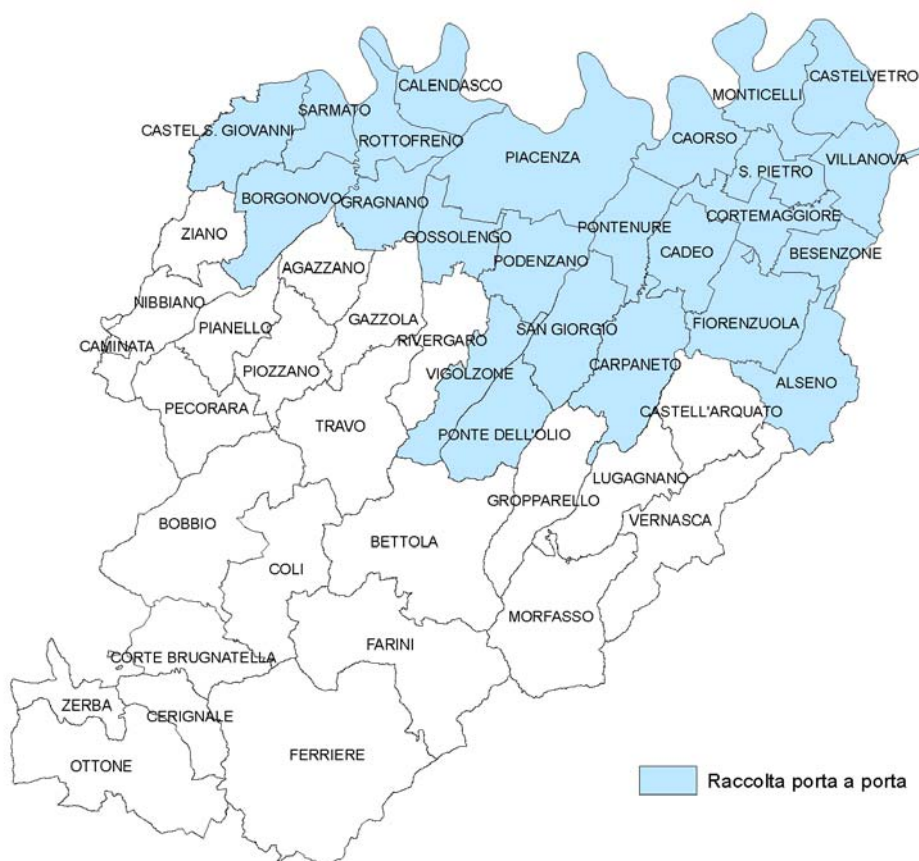 CALENDASCO
CASTELVETRO
MONTICELLI
SARMATO
CASTEL S. GIOVANNI
ROTTOFRENO
CAORSO
PIACENZA
VILLANOVA
S. PIETRO
BORGONOVO
GRAGNANO
CORTEMAGGIORE
PONTENURE
ZIANO
GOSSOLENGO
CADEO
BESENZONE
PODENZANO
AGAZZANO
NIBBIANO
GAZZOLA
FIORENZUOLA
PIANELLO
SAN GIORGIO
RIVERGARO
CAMINATA
CARPANETO
PIOZZANO
VIGOLZONE
ALSENO
PECORARA
CASTELL'ARQUATO
TRAVO
PONTE DELL'OLIO
LUGAGNANO
GROPPARELLO
BOBBIO
VERNASCA
BETTOLA
COLI
MORFASSO
FARINI
CORTE BRUGNATELLA
ZERBA
CERIGNALE
FERRIERE
OTTONE
Raccolta porta a porta